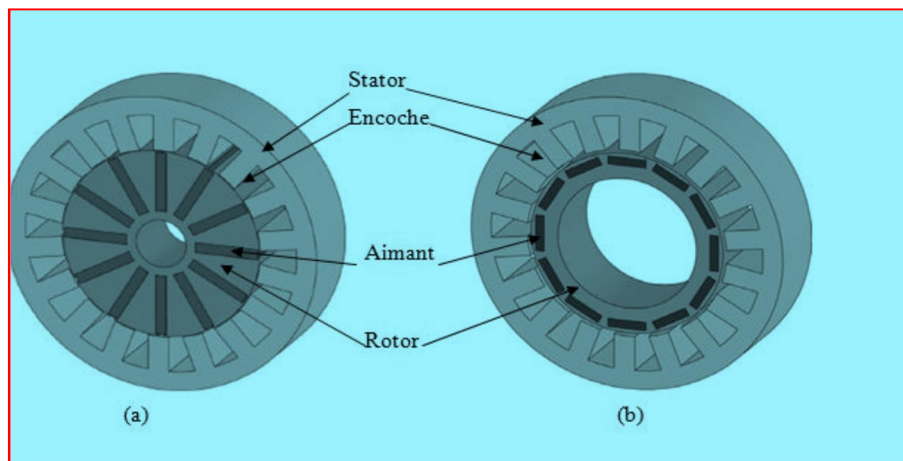 Stator
Encoche
Aimant
Rotor
(a)
(b)